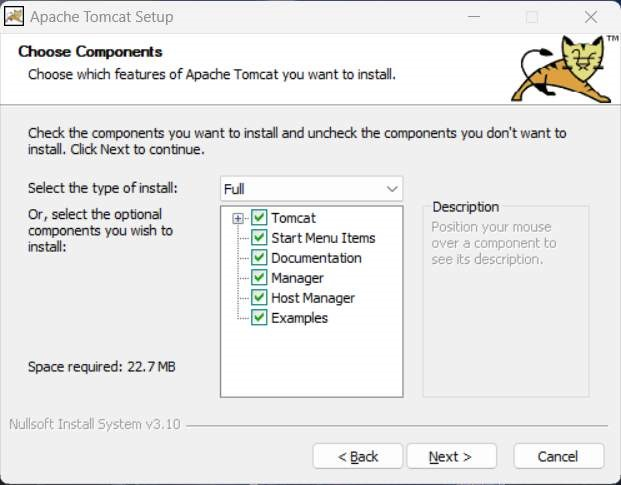 Apache Tomcat Setup
Choose Components
Choose which features of Apache Tomcat you want to install.
TM
Check the components you want to install and uncheck the components you don't want to
install. Click Next to continue.
Select the type of install:
Full
Or, select the optional
components you wish to
install:
Tomcat
Start Menu Items
Documentation
Manager
Host Manager
Examples
Description
Position your mouse
over a component to
see its description.
Space required: 22.7 MB
Nullsoft Install System v3.10
< Back
Next >
Cancel